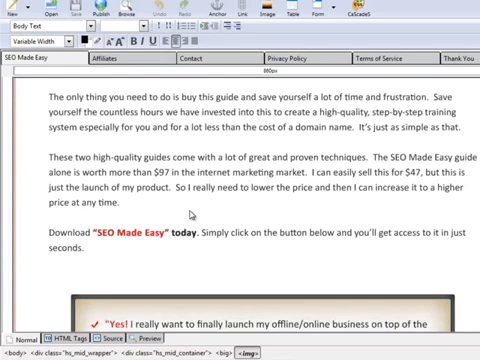 New Open Save Publish Browse Undo Redo Anchor Link Image Table Form CaScadeS
Body Text
Variable Width
SEO Made Easy Affiliates Contact Privacy Policy Terms of Service Thank You
860px
The only thing you need to do is buy this guide and save yourself a lot of time and frustration. Save
yourself the countless hours we have invested into this to create a high-quality, step-by-step training
system especially for you and for a lot less than the cost of a domain name. It's just as simple as that.
These two high-quality guides come with a lot of great and proven techniques. The SEO Made Easy guide
alone is worth more than $97 in the internet marketing market. I can easily sell this for $47, but this is
just the launch of my product. So I really need to lower the price and then I can increase it to a higher
price at any time.
Download "SEO Made Easy" today. Simply click on the button below and you'll get access to it in just
seconds.
"Yes! I really want to finally launch my offline/online business on top of the
Normal HTML Tags Source Preview
<body> <div class="hs_mid_wrapper"> <div class="hs_mid_container"> <big> <img>